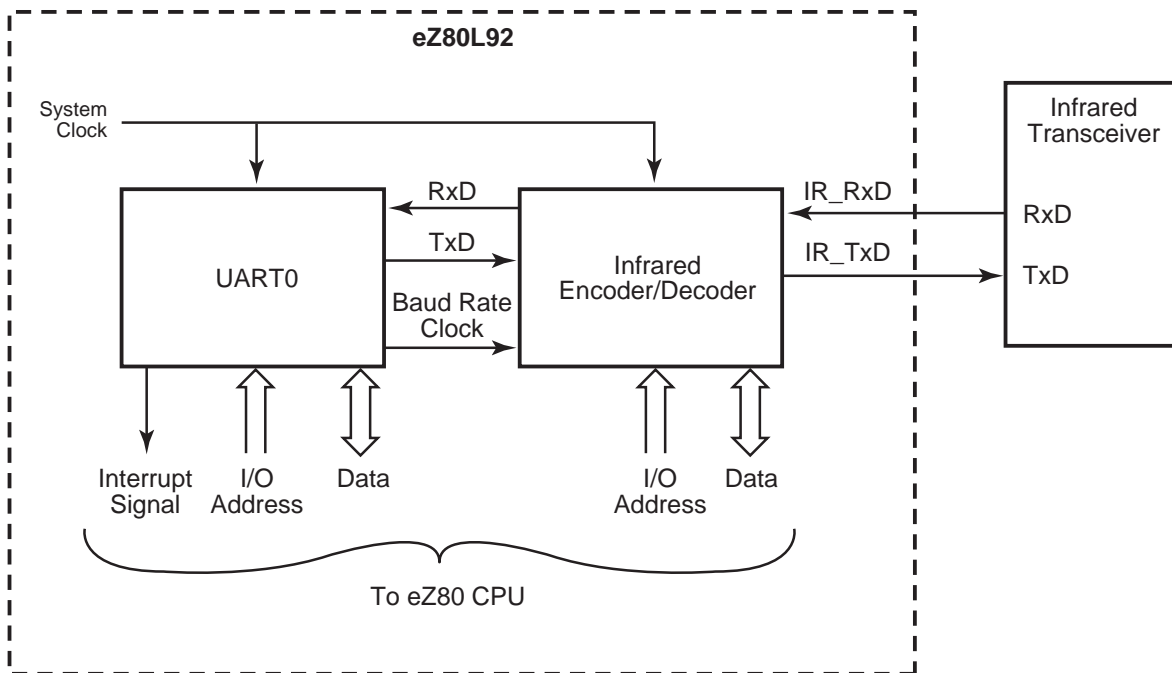 eZ80L92
System
Clock
Infrared
Transceiver
RxD
IR_RxD
RxD
TxD
IR_TxD
TxD
UART0
Infrared
Encoder/Decoder
Baud Rate
Clock
Interrupt
Signal
I/O
Address
Data
I/O
Address
Data
To eZ80 CPU